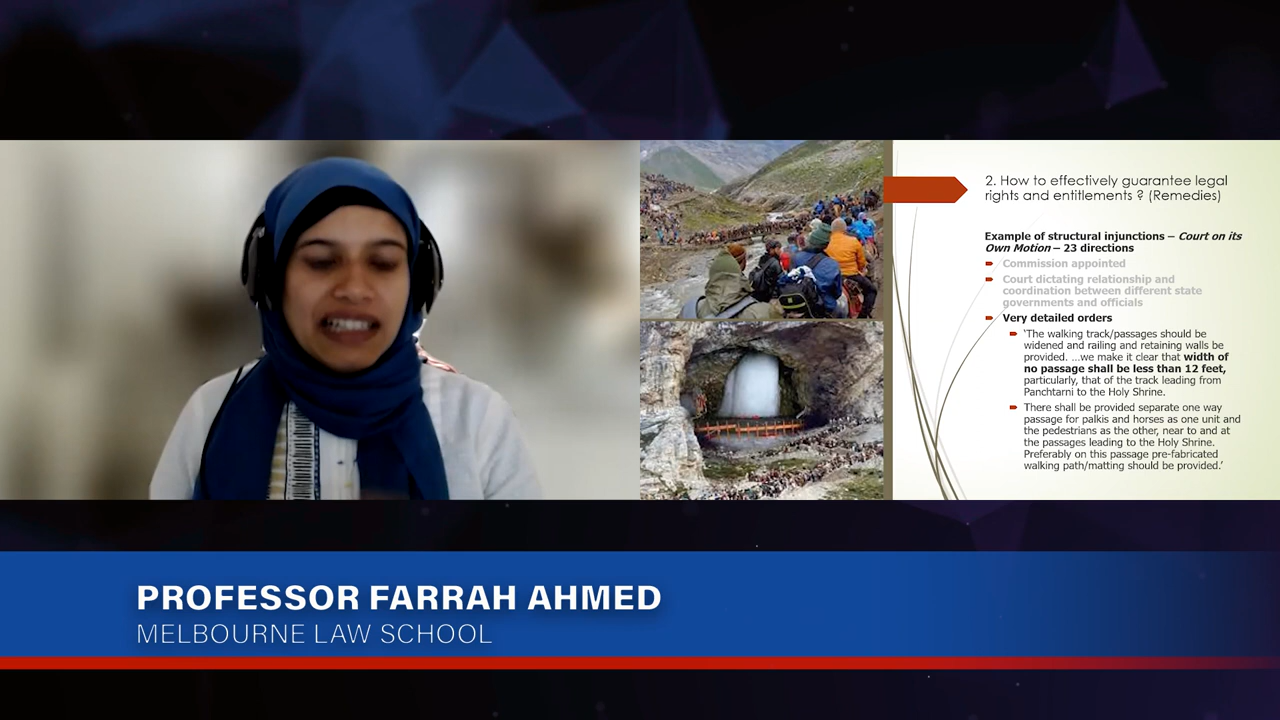 2. How to effectively guarantee legal
rights and entitlements ? (Remedies)
Example of structural injunctions – Court on its
Own Motion – 23 directions
Commission appointed
Court dictating relationship and
coordination between different state
governments and officials
Very detailed orders
‘The walking track/passages should be
widened and railing and retaining walls be
provided. …we make it clear that width of
no passage shall be less than 12 feet,
particularly, that of the track leading from
Panchtarni to the Holy Shrine.
There shall be provided separate one way
passage for palkis and horses as one unit and
the pedestrians as the other, near to and at
the passages leading to the Holy Shrine.
Preferably on this passage pre-fabricated
walking path/matting should be provided.’
PROFESSOR FARRAH AHMED
MELBOURNE LAW SCHOOL